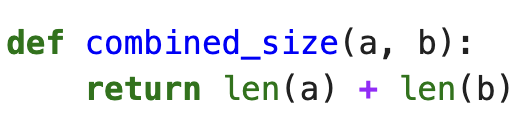 def combined_size(a, b):
    return len(a) + len(b)